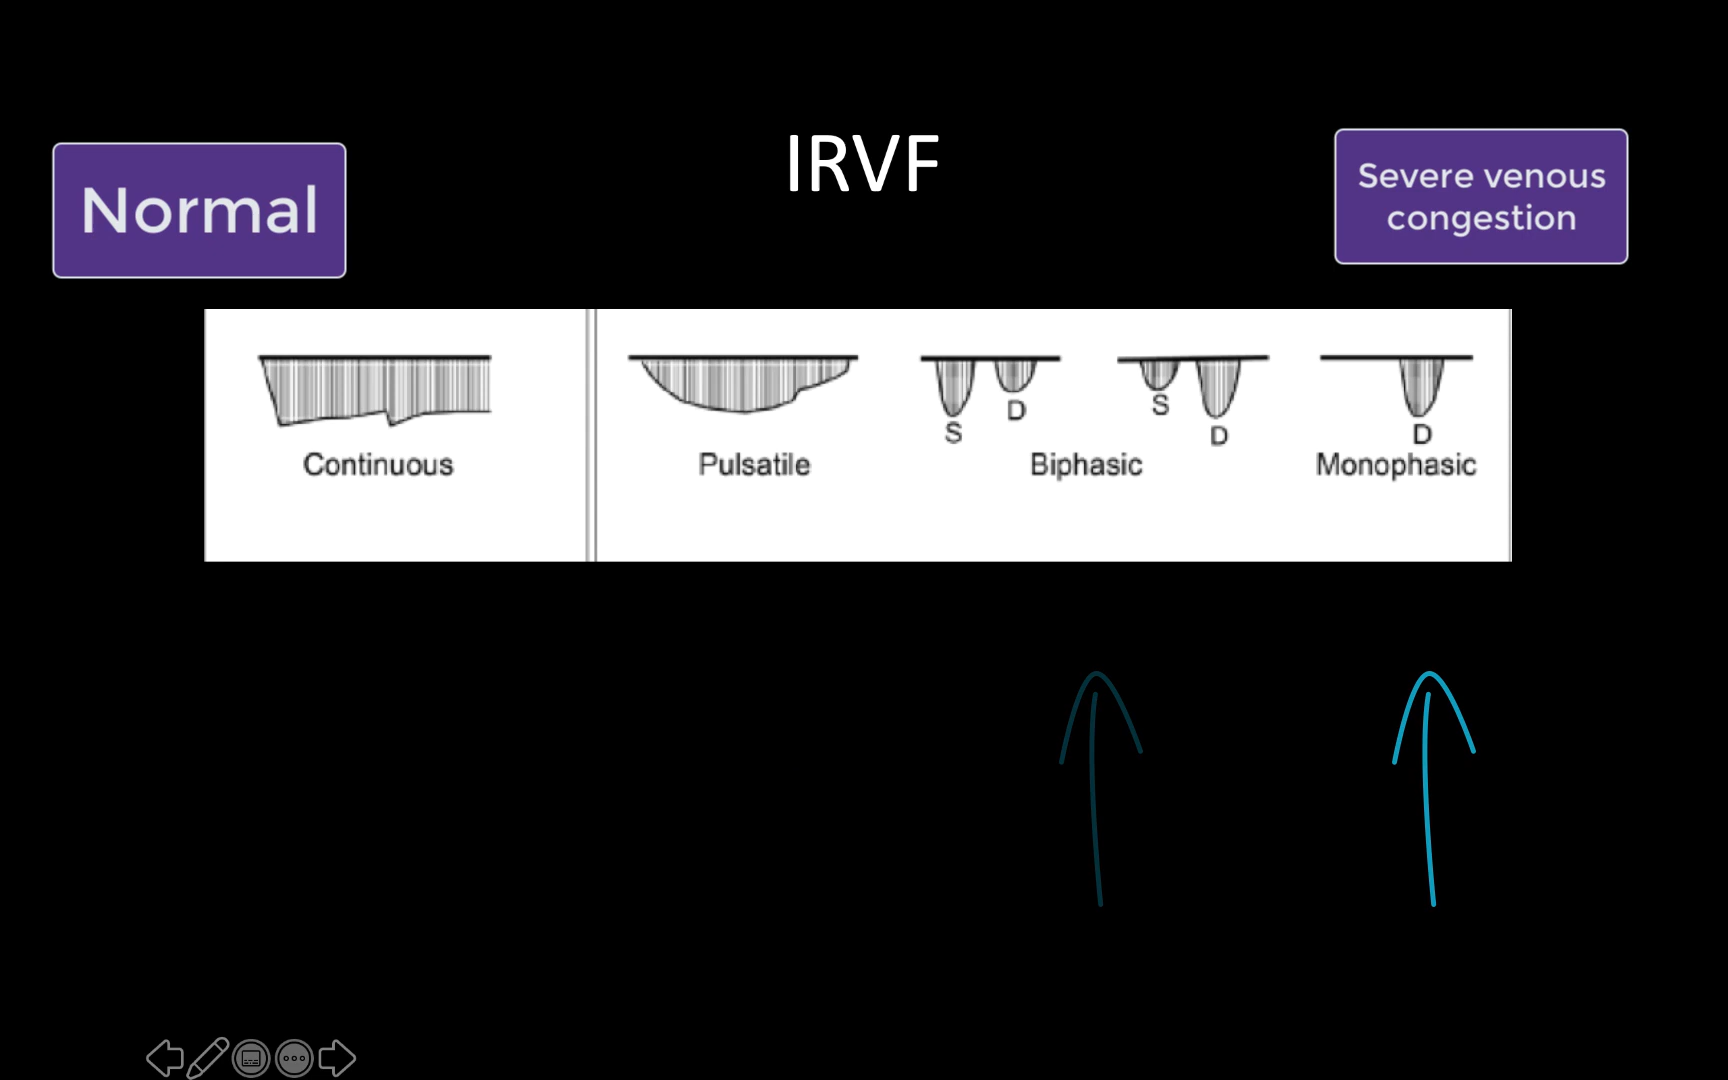 IRVF
Normal
Severe venous
congestion
S
D
S
D
D
Continuous
Pulsatile
Biphasic
Monophasic